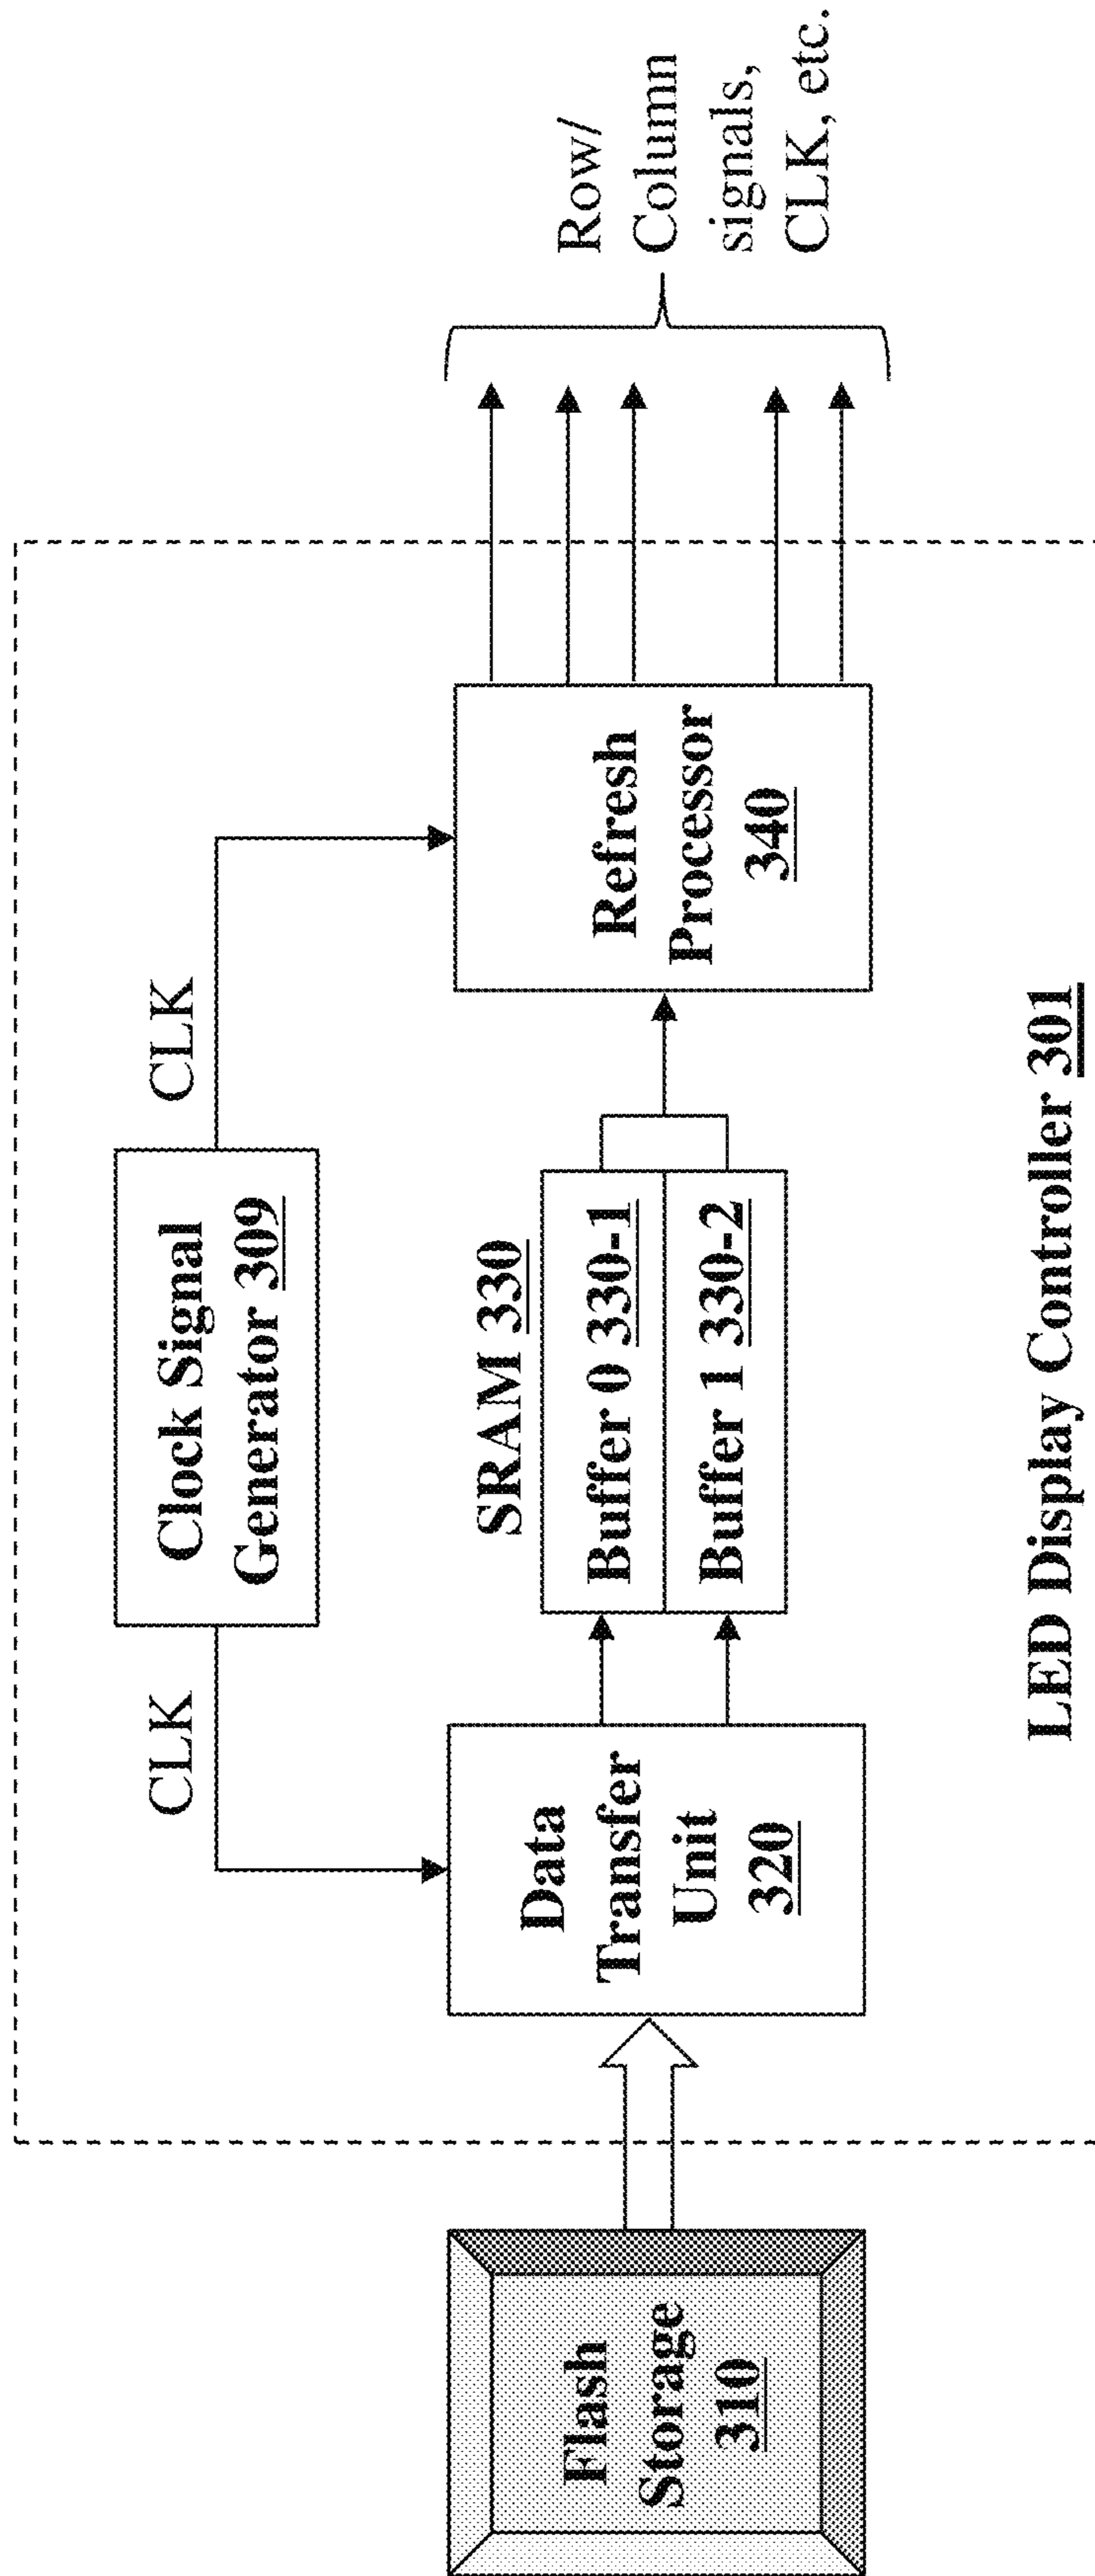 CLK
CLK
Clock Signal
Generator 309
Flash
Storage
310
Data
Transfer
Unit
320
SRAM 330
Buffer 0 330-1
Buffer 1 330-2
Refresh
Processor
340
Row/
Column
signals,
CLK, etc.
LED Display Controller 301